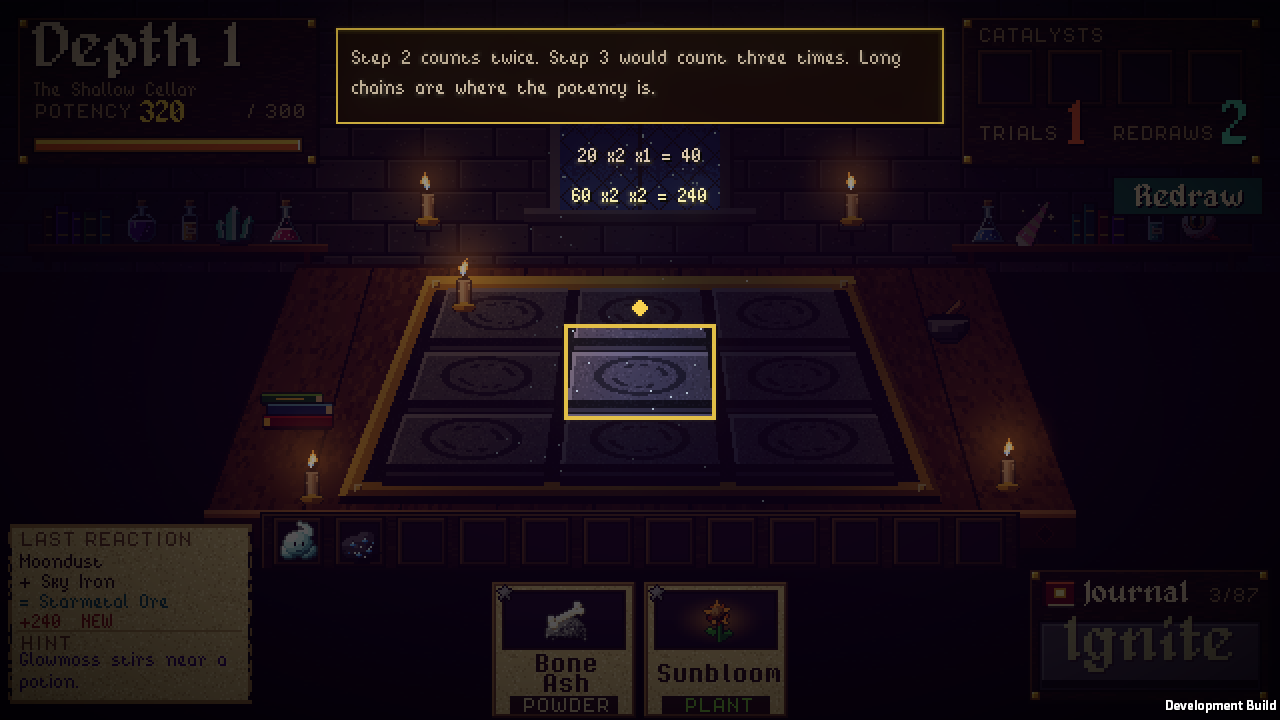 Depth 1
The Shallow Cellar
POTENCY 320 / 300
Step 2 counts twice. Step 3 would count three times. Long
chains are where the potency is.
20 x2 x1 = 40
60 x2 x2 = 240
CATALYSTS
TRIALS 1 REDRAWS 2
Redraw
LAST REACTION
Moondust
+ Sky Iron
= Starmetal Ore
+240 NEW
HINT
Glowmoss stirs near a
potion.
Bone
Ash
POWDER
Sunbloom
PLANT
Journal 3/87
Ignite
Development Build